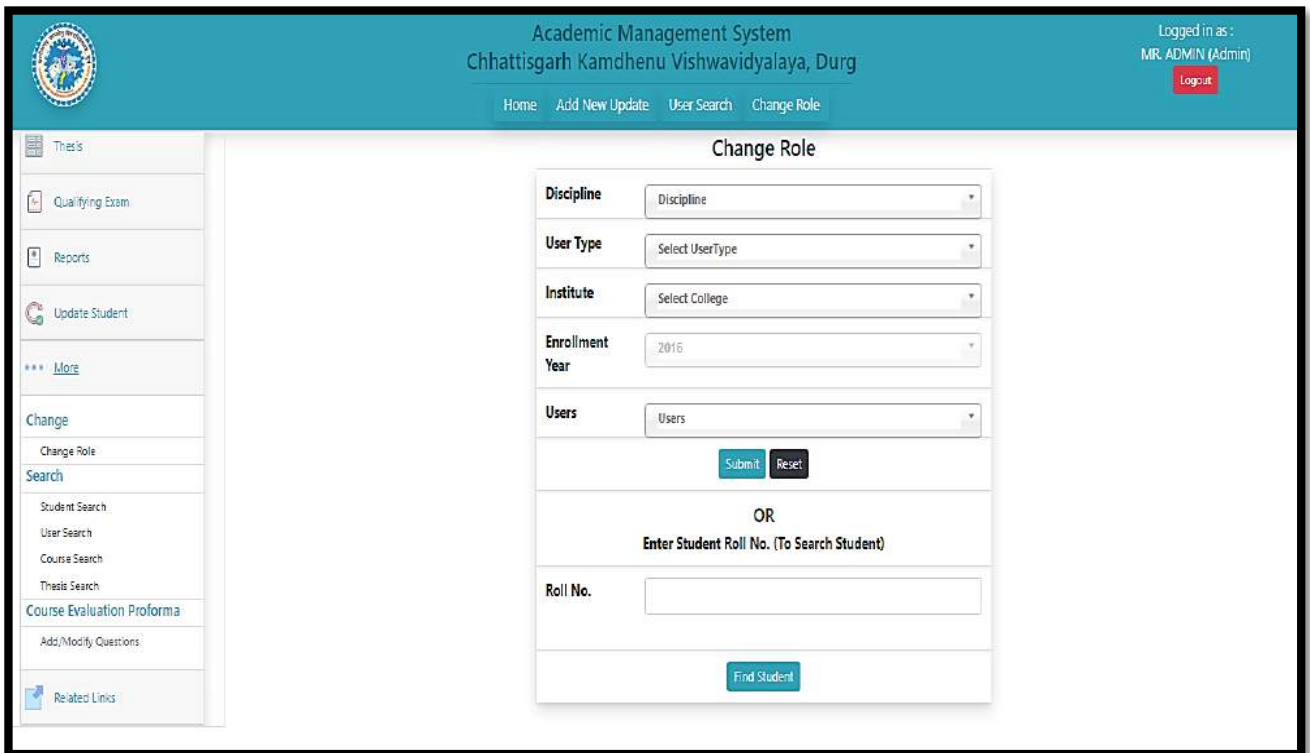 Academic Management System
Chhattisgarh Kamdhenu Vishwavidyalaya, Durg
Home Add New Update User Search Change Role
Logged in as :
MR. ADMIN (Admin)
Logout
Thesis
Qualifying Exam
Reports
Update Student
More
Change
Change Role
Search
Student Search
User Search
Course Search
Thesis Search
Course Evaluation Proforma
Add/Modify Questions
Related Links
Change Role
Discipline Discipline
User Type Select UserType
Institute Select College
Enrollment
Year 2016
Users Users
Submit Reset
OR
Enter Student Roll No. (To Search Student)
Roll No.
Find Student